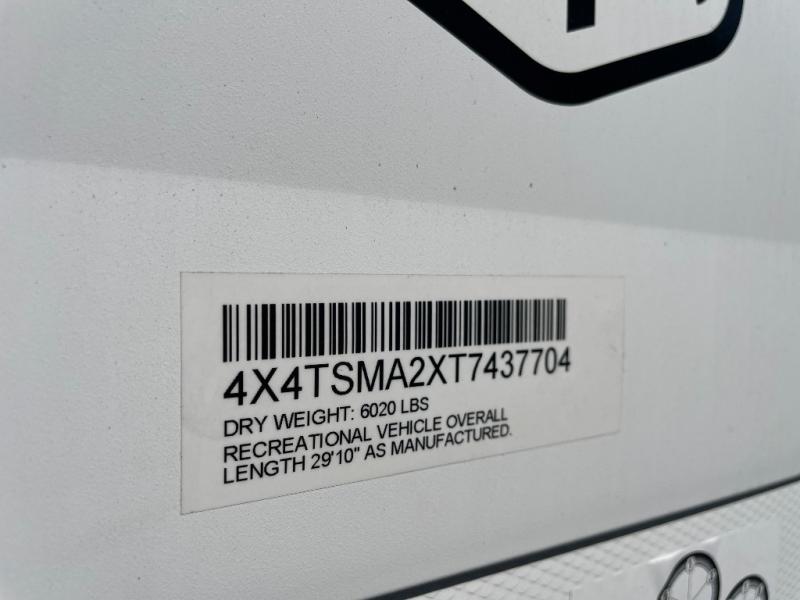 4X4TSMA2XT7437704
DRY WEIGHT: 6020 LBS
RECREATIONAL VEHICLE OVERALL
LENGTH 29'10" AS MANUFACTURED.